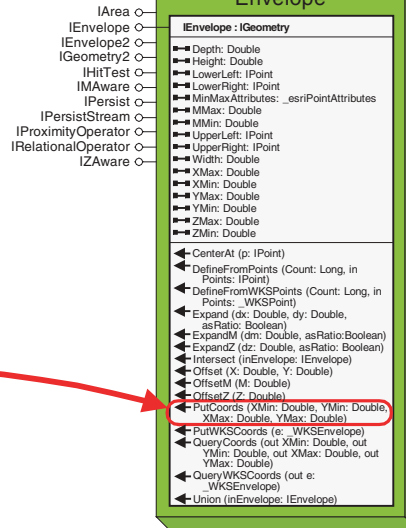 Envelope
IArea
IEnvelope
IEnvelope2
IGeometry2
IHitTest
IMAware
IPersist
IPersistStream
IProximityOperator
IRelationalOperator
IZAware
IEnvelope : IGeometry
Depth: Double
Height: Double
LowerLeft: IPoint
LowerRight: IPoint
MinMaxAttributes: _esriPointAttributes
MMax: Double
MMin: Double
UpperLeft: IPoint
UpperRight: IPoint
Width: Double
XMax: Double
XMin: Double
YMax: Double
YMin: Double
ZMax: Double
ZMin: Double
CenterAt (p: IPoint)
DefineFromPoints (Count: Long, in
Points: IPoint)
DefineFromWKSPoints (Count: Long, in
Points: _WKSPoint)
Expand (dx: Double, dy: Double,
asRatio: Boolean)
ExpandM (dm: Double, asRatio:Boolean)
ExpandZ (dz: Double, asRatio: Boolean)
Intersect (inEnvelope: IEnvelope)
Offset (X: Double, Y: Double)
OffsetM (M: Double)
OffsetZ (Z: Double)
PutCoords (XMin: Double, YMin: Double,
XMax: Double, YMax: Double)
PutWKSCoords (e: _WKSEnvelope)
QueryCoords (out XMin: Double, out
YMin: Double, out XMax: Double, out
YMax: Double)
QueryWKSCoords (out e:
_WKSEnvelope)
Union (inEnvelope: IEnvelope)